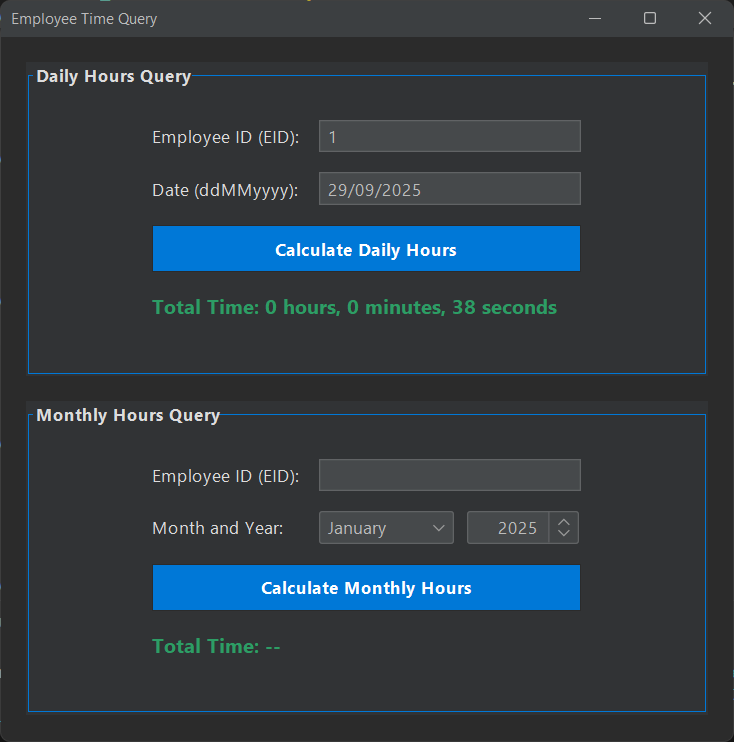 Employee Time Query
Daily Hours Query
Employee ID (EID): 1
Date (ddMMyyyy): 29/09/2025
Calculate Daily Hours
Total Time: 0 hours, 0 minutes, 38 seconds
Monthly Hours Query
Employee ID (EID):
Month and Year: January 2025
Calculate Monthly Hours
Total Time: --